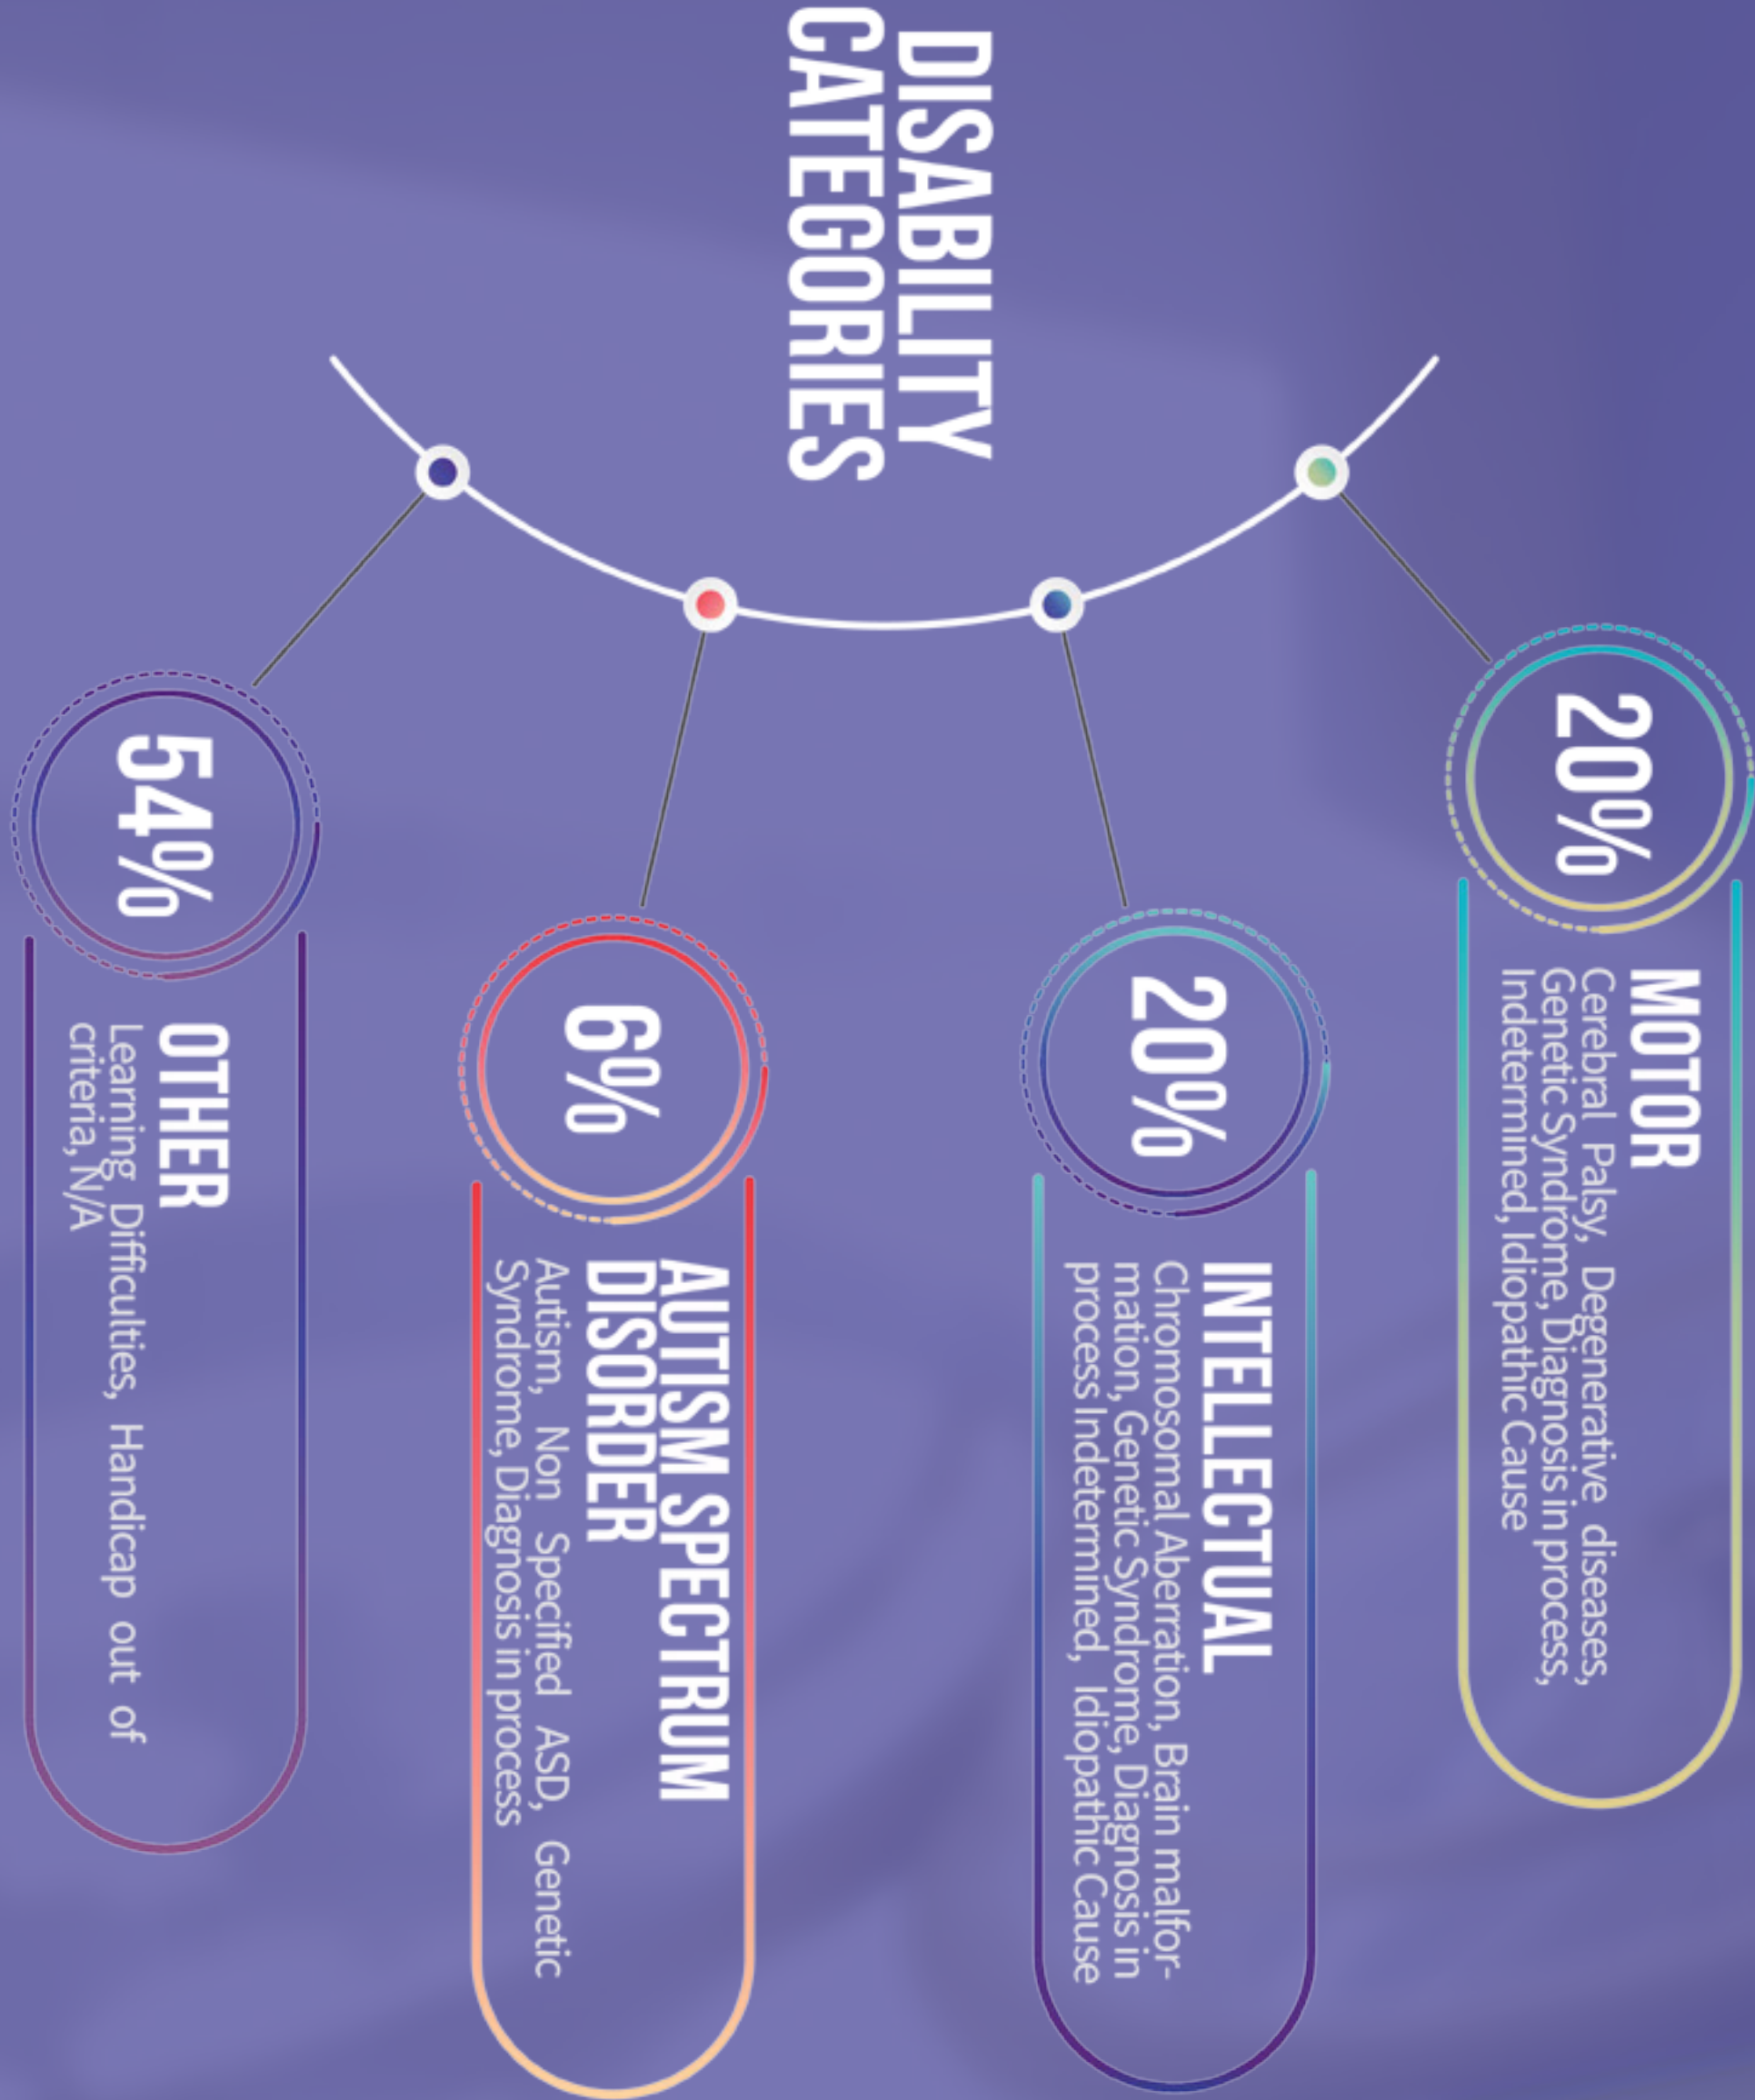 DISABILITY
CATEGORIES
20%
MOTOR
Cerebral Palsy, Degenerative diseases,
Genetic Syndrome, Diagnosis in process,
Indetermined, Idiopathic Cause
20%
INTELLECTUAL
Chromosomal Aberration, Brain malfor-
mation, Genetic Syndrome, Diagnosis in
process Indetermined, Idiopathic Cause
6%
AUTISM SPECTRUM
DISORDER
Autism, Non Specified ASD, Genetic
Syndrome, Diagnosis in process
54%
OTHER
Learning Difficulties, Handicap out of
criteria, N/A